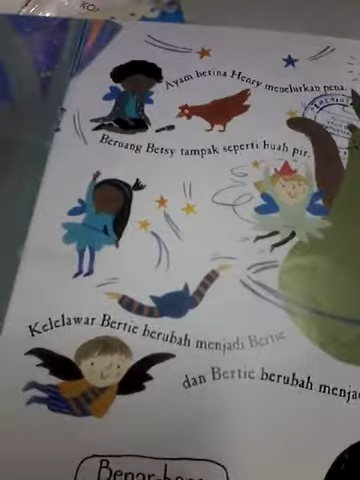 Ayam betina Henry menelurkan pena.
Beruang Betsy tampak seperti buah pir.
Kelelawar Bertie berubah menjadi Bertie
dan Bertie berubah menja